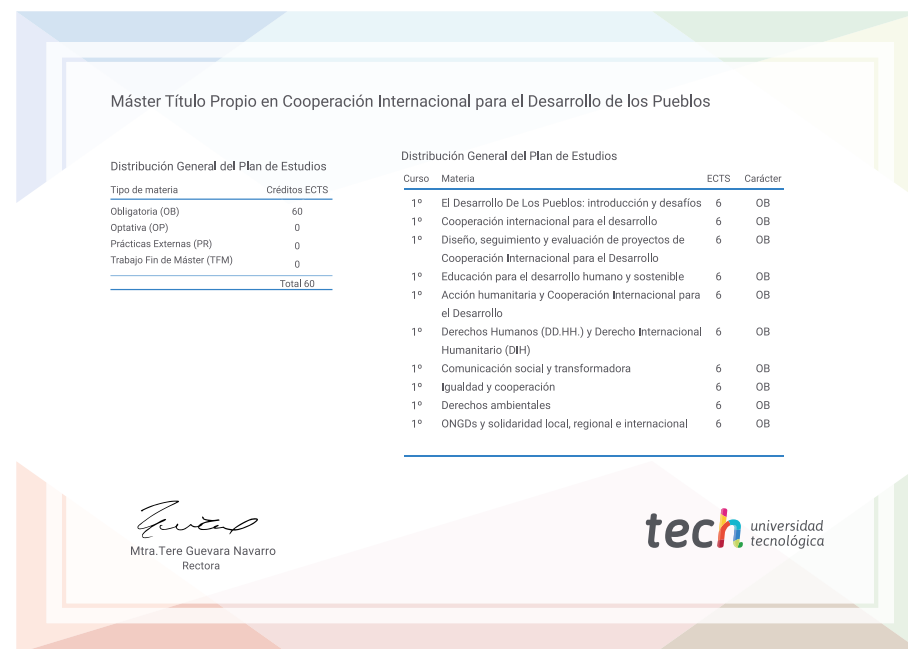 Máster Título Propio en Cooperación Internacional para el Desarrollo de los Pueblos
Distribución General del Plan de Estudios
Tipo de materia Créditos ECTS
Obligatoria (OB) 60
Optativa (OP) 0
Prácticas Externas (PR) 0
Trabajo Fin de Máster (TFM) 0
Total 60
Distribución General del Plan de Estudios
Curso Materia ECTS Carácter
1º El Desarrollo De Los Pueblos: introducción y desafíos 6 OB
1º Cooperación internacional para el desarrollo 6 OB
1º Diseño, seguimiento y evaluación de proyectos de 6 OB
Cooperación Internacional para el Desarrollo
1º Educación para el desarrollo humano y sostenible 6 OB
1º Acción humanitaria y Cooperación Internacional para 6 OB
el Desarrollo
1º Derechos Humanos (DD.HH.) y Derecho Internacional 6 OB
Humanitario (DIH)
1º Comunicación social y transformadora 6 OB
1º Igualdad y cooperación 6 OB
1º Derechos ambientales 6 OB
1º ONGDs y solidaridad local, regional e internacional 6 OB
Mtra.Tere Guevara Navarro
Rectora
tech universidad
tecnológica